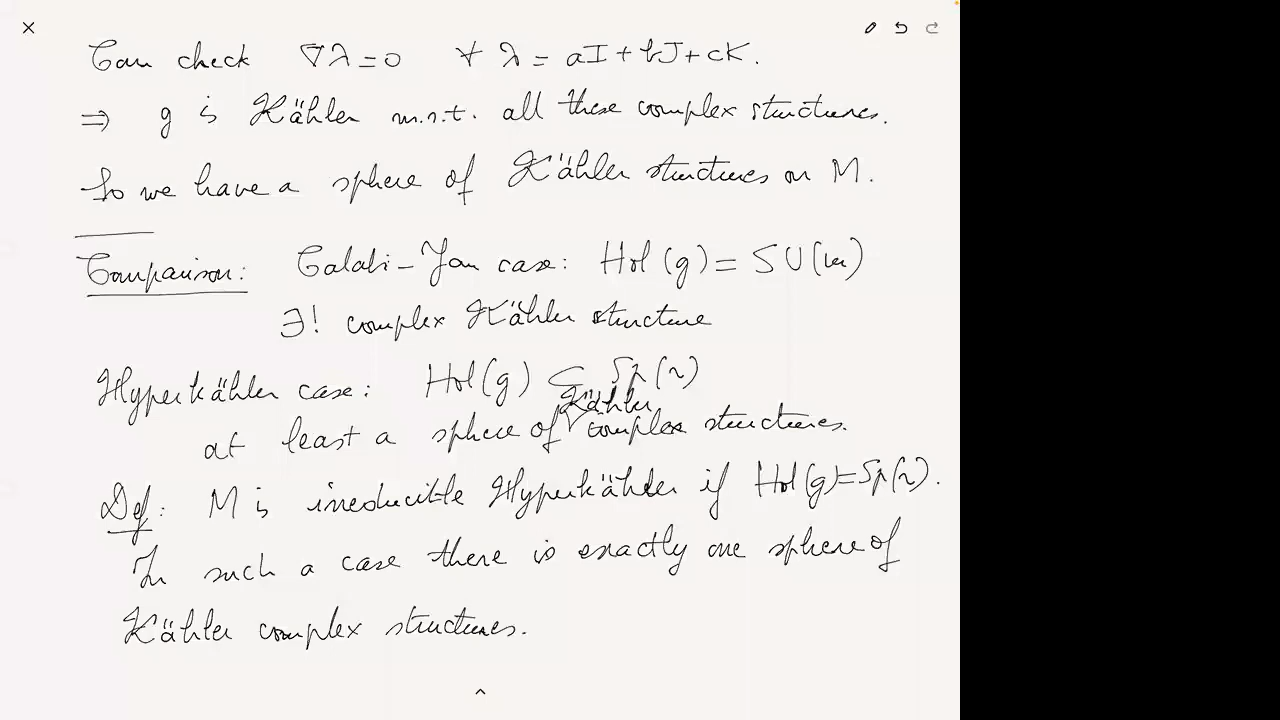 Can check ∇λ=0 ∀ λ = aI+bJ+cK.
⇒ g is Kähler w.r.t. all these complex structures.
So we have a sphere of Kähler structures on M.
Comparison: Calabi-Yau case: Hol(g) = SU(m)
∃! complex Kähler structure
Hyperkähler case: Hol(g) ⊆ Sp(r)
at least a sphere of Kähler complex structures.
Def: M is irreducible Hyperkähler if Hol(g)=Sp(r).
In such a case there is exactly one sphere of
Kähler complex structures.